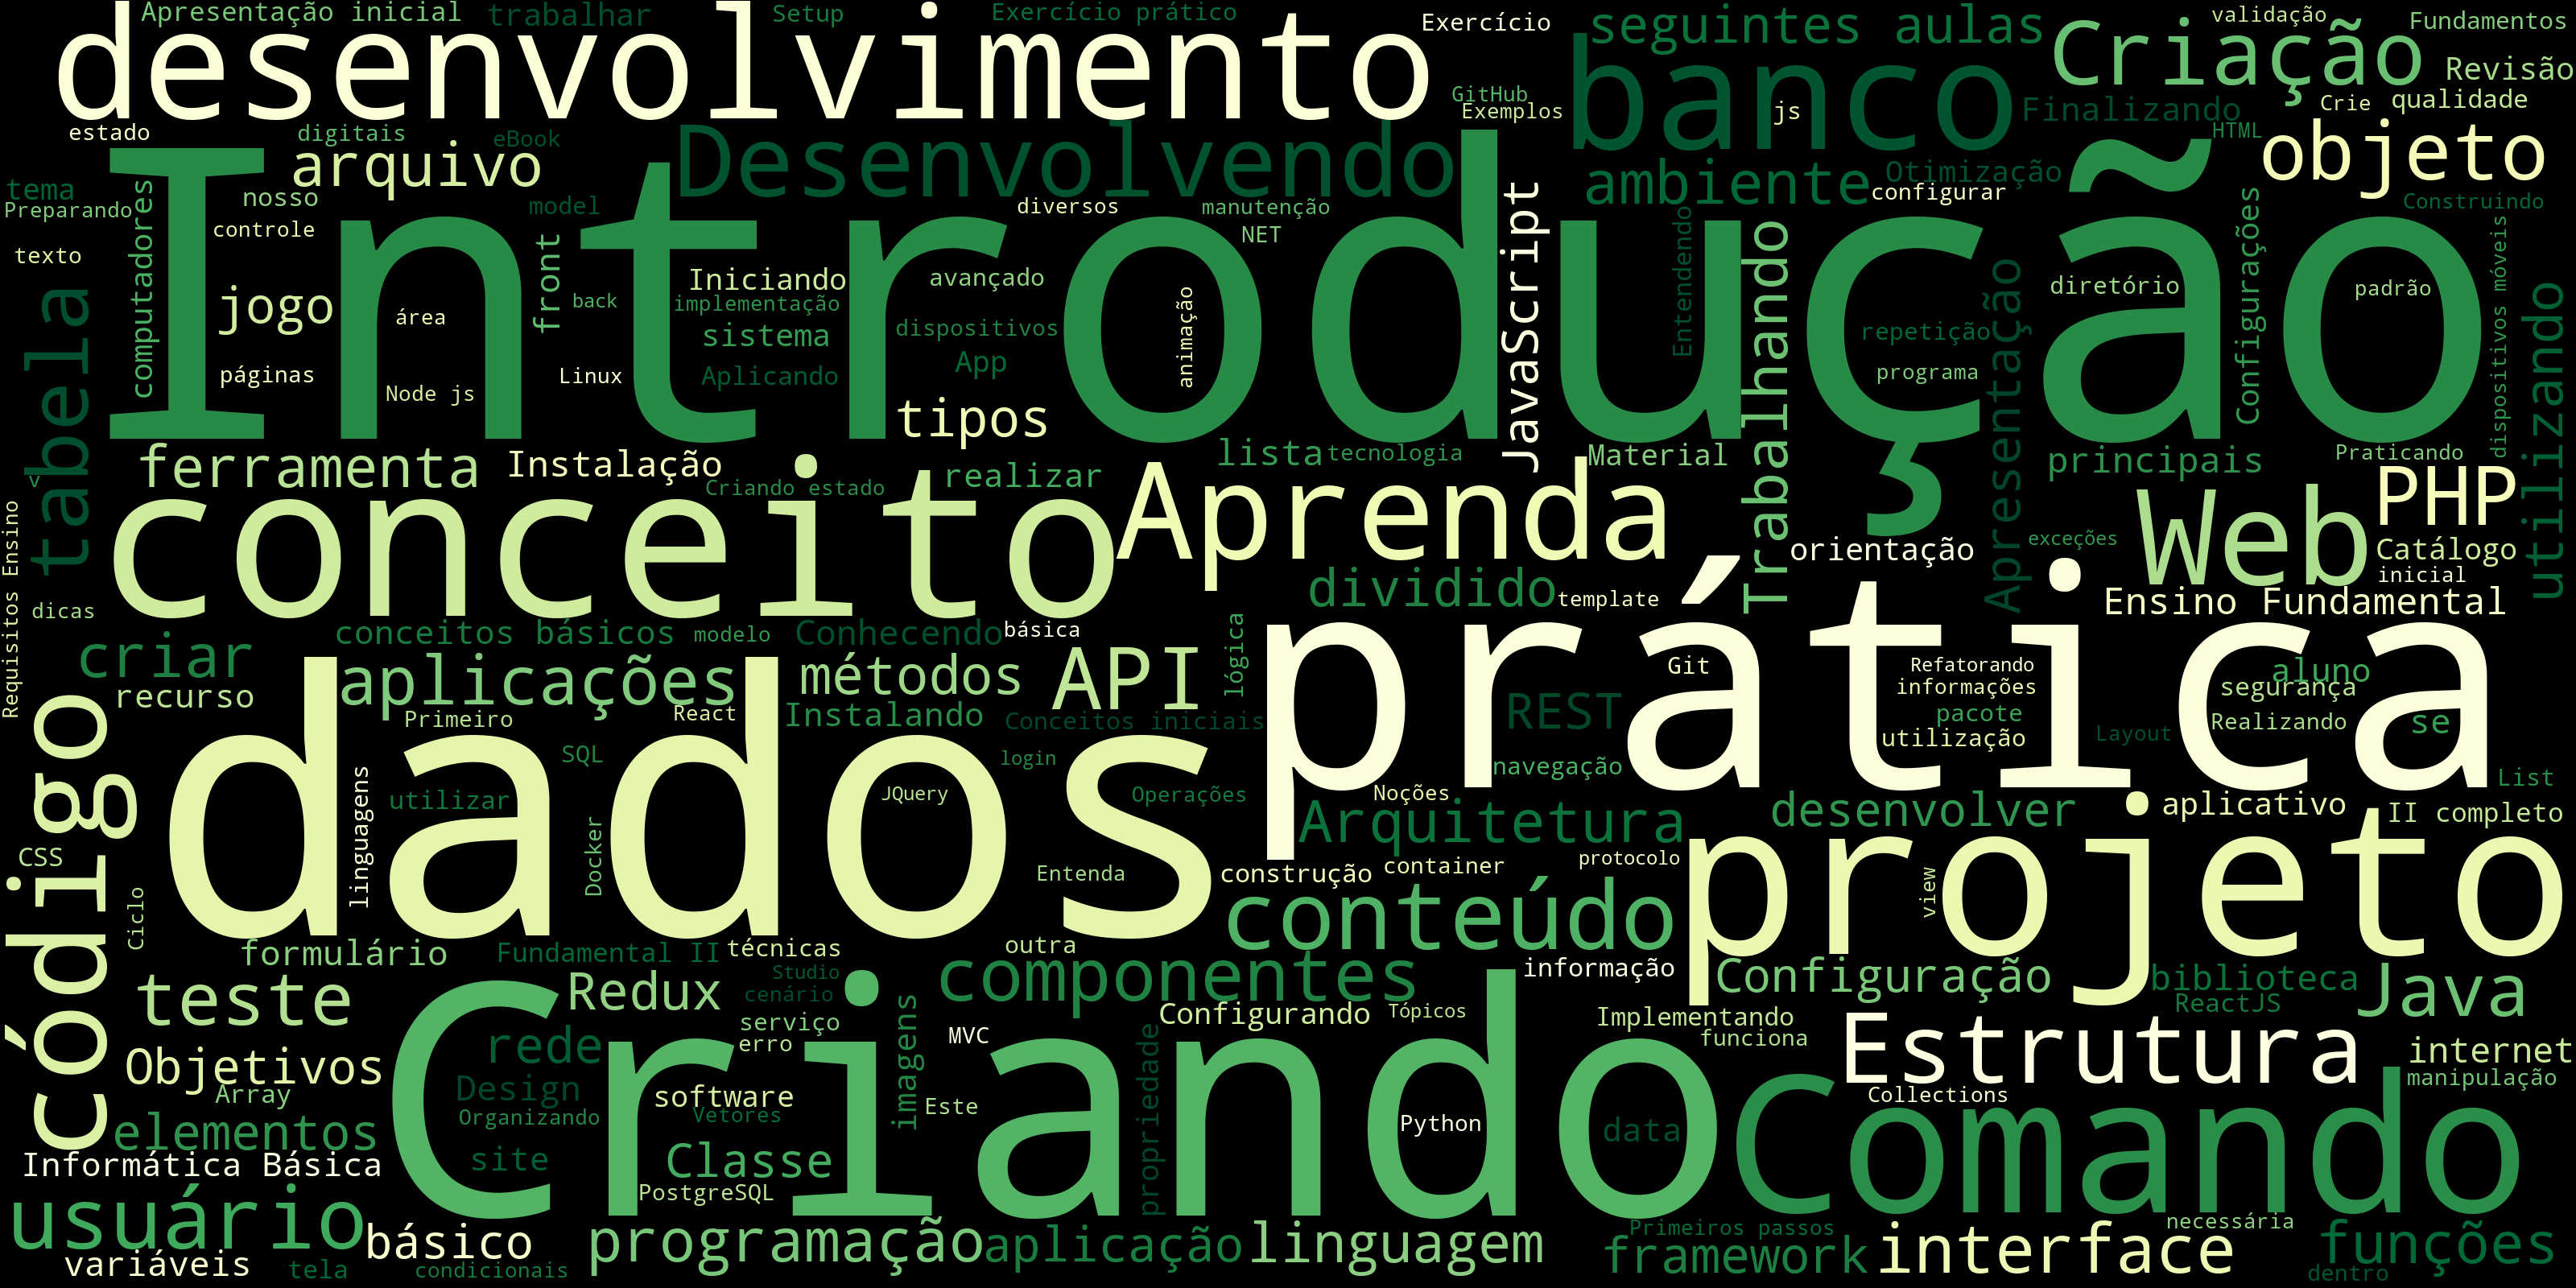 Apresentação inicial
trabalhar
Setup
Exercício prático
Exercício
seguintes aulas
validação
Fundamentos
desenvolvimento
banco
Criação
Revisão
GitHub
Exemplos
js
Finalizando
Crie
qualidade
estado
digitais
eBook
Desenvolvendo
HTML
objeto
arquivo
ambiente
Otimização
configurar
tema
Preparando
nosso
model
diversos
manutenção
Construindo
controle
NET
texto
computadores
Introdução
JavaScript
Entendendo
Trabalhando
Apresentação
Configurações
dispositivos móveis
utilizando
tabela
jogo
front
back
Iniciando
implementação
avançado
animação
diretório
padrão
área
sistema
dispositivos
repetição
páginas
Node js
Linux
Aplicando
App
programa
tipos
ferramenta
Instalação
realizar
lista
tecnologia
Material
principais
Praticando
v
Criando estado
conceito
Aprenda
Web
PHP
Requisitos Ensino
orientação
exceções
Catálogo
inicial
dicas
dividido
template
Ensino Fundamental
conceitos básicos
modelo
Conhecendo
básica
lógica
prática
criar
recurso
aplicações
métodos
API
Git
Refatorando
informações
aluno
segurança
Primeiro
React
Instalando
Conceitos iniciais
REST
pacote
Realizando
se
utilização
Layout
código
dados
SQL
login
navegação
List
linguagens
utilizar
JQuery
Operações
Noções
desenvolver
aplicativo
II completo
Docker
Arquitetura
projeto
CSS
Ciclo
Entenda
construção
container
protocolo
view
conteúdo
formulário
Fundamental II
técnicas
outra
Studio
cenário
componentes
informação
Configuração
biblioteca
ReactJS
Java
teste
Redux
Criando
imagens
Configurando
Tópicos
Implementando
funciona
serviço
erro
MVC
propriedade
Estrutura
rede
Objetivos
internet
manipulação
Array
Design
Organizando
software
Vetores
Este
Collections
elementos
Python
data
Comando
Informática Básica
site
Classe
PostgreSQL
usuário
básico
programação
aplicação
linguagem
Primeiros passos
framework
interface
necessária
funções
variáveis
tela
condicionais
dentro